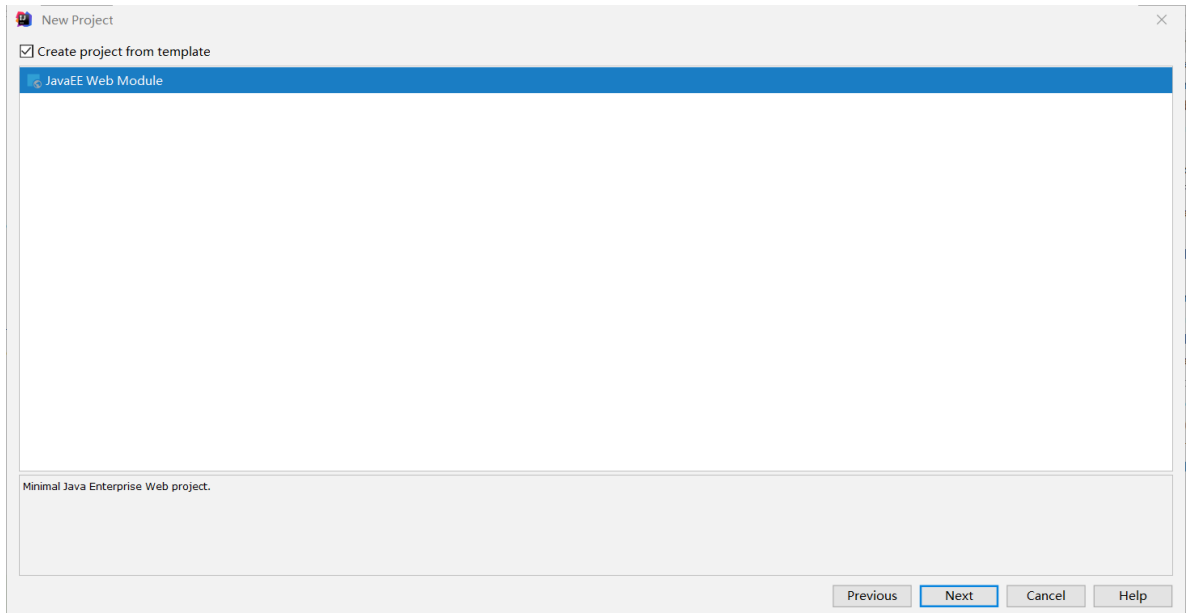 New Project
Create project from template
JavaEE Web Module
Minimal Java Enterprise Web project.
Previous Next Cancel Help